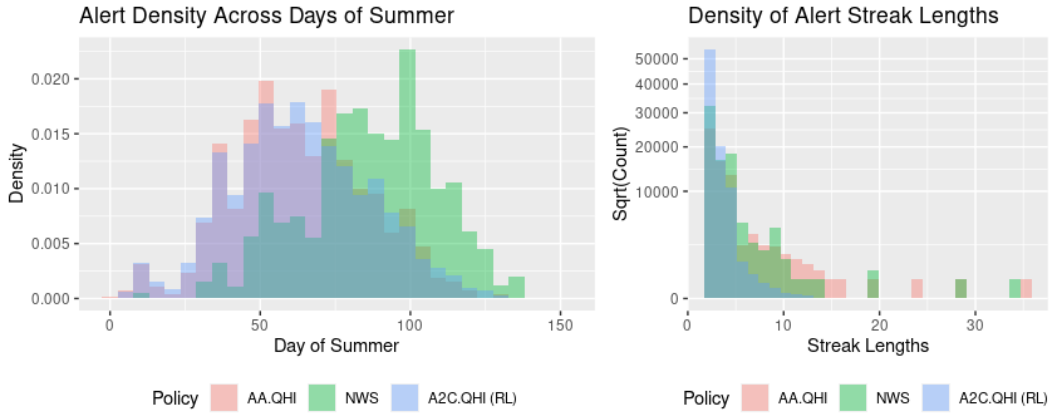 Alert Density Across Days of Summer
Density
0.020
0.015
0.010
0.005
0.000
0 50 100 150
Day of Summer
Policy AA.QHI NWS A2C.QHI (RL)
Density of Alert Streak Lengths
Sqrt(Count)
50000
40000
30000
20000
10000
0
0 10 20 30
Streak Lengths
Policy AA.QHI NWS A2C.QHI (RL)